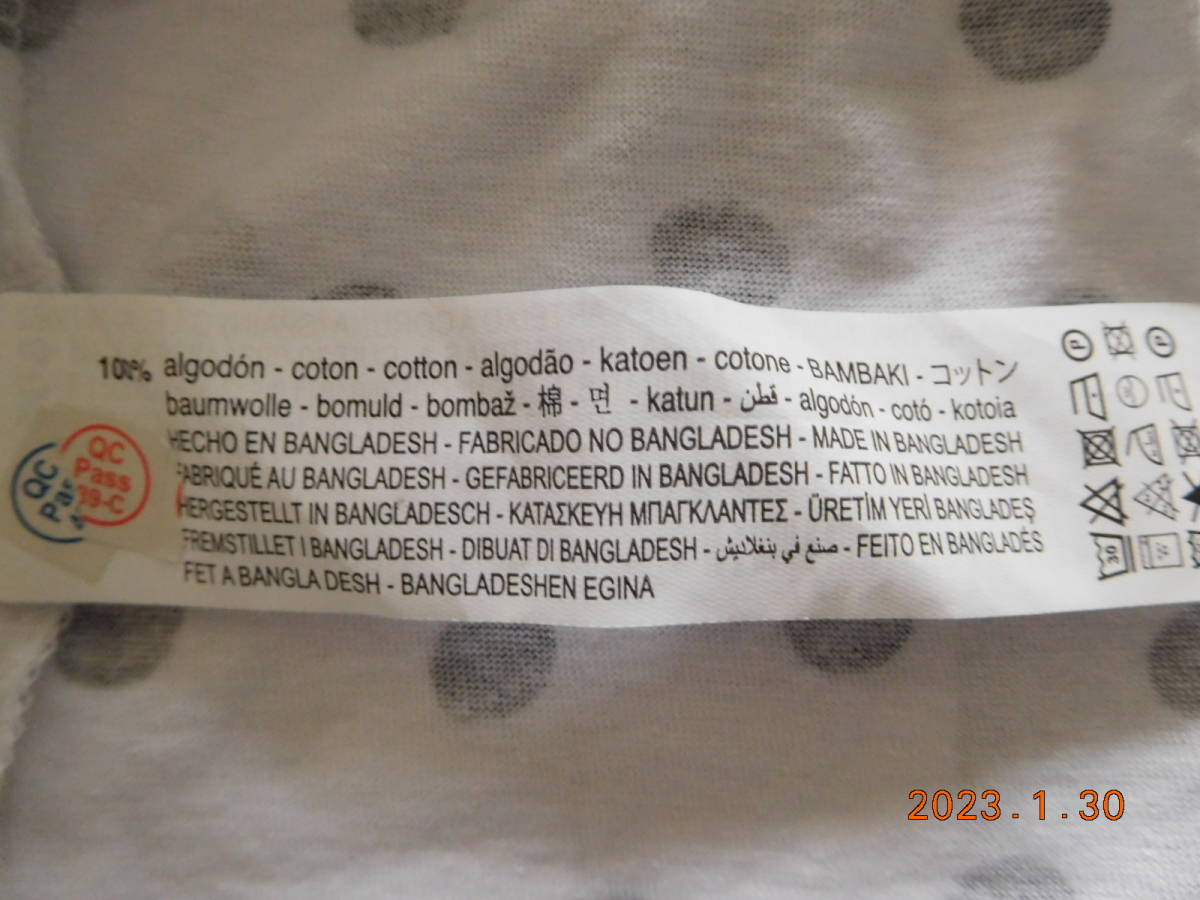 100% algodón - coton - cotton - algodão - katoen - cotone - BAMBAKI - コットン
baumwolle - bomuld - bombaž - 棉 - 면 - katun - قطن - algodón - cotó - kotoia
HECHO EN BANGLADESH - FABRICADO NO BANGLADESH - MADE IN BANGLADESH
FABRIQUÉ AU BANGLADESH - GEFABRICEERD IN BANGLADESH - FATTO IN BANGLADESH
HERGESTELLT IN BANGLADESCH - ΚΑΤΑΣΚΕΥΗ ΜΠΑΓΚΛΑΝΤΕΣ - ÜRETİM YERİ BANGLADEŞ
FREMSTILLET I BANGLADESH - DIBUAT DI BANGLADESH - صنع في بنغلاديش - FEITO EN BANGLADÉS
FET A BANGLA DESH - BANGLADESHEN EGINA
QC
Pass
39-C
QC
Pas
P
P
30
2023.1.30